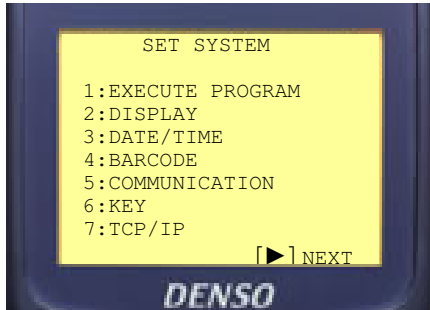 SET SYSTEM
1:EXECUTE PROGRAM
2:DISPLAY
3:DATE/TIME
4:BARCODE
5:COMMUNICATION
6:KEY
7:TCP/IP
[▶]NEXT
DENSO